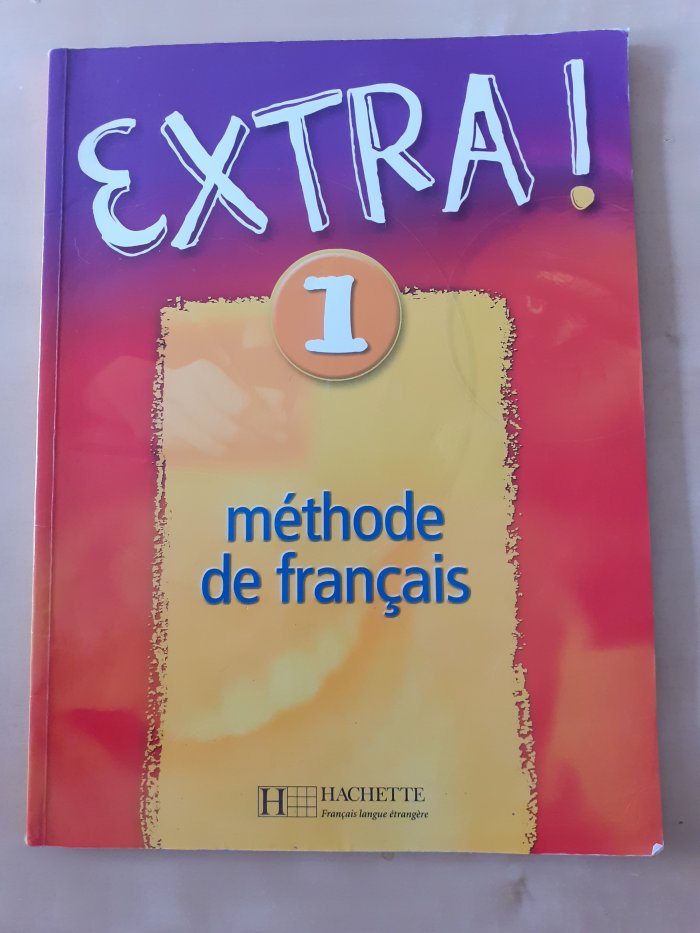 EXTRA!
1
méthode
de français
H HACHETTE
Français langue étrangère